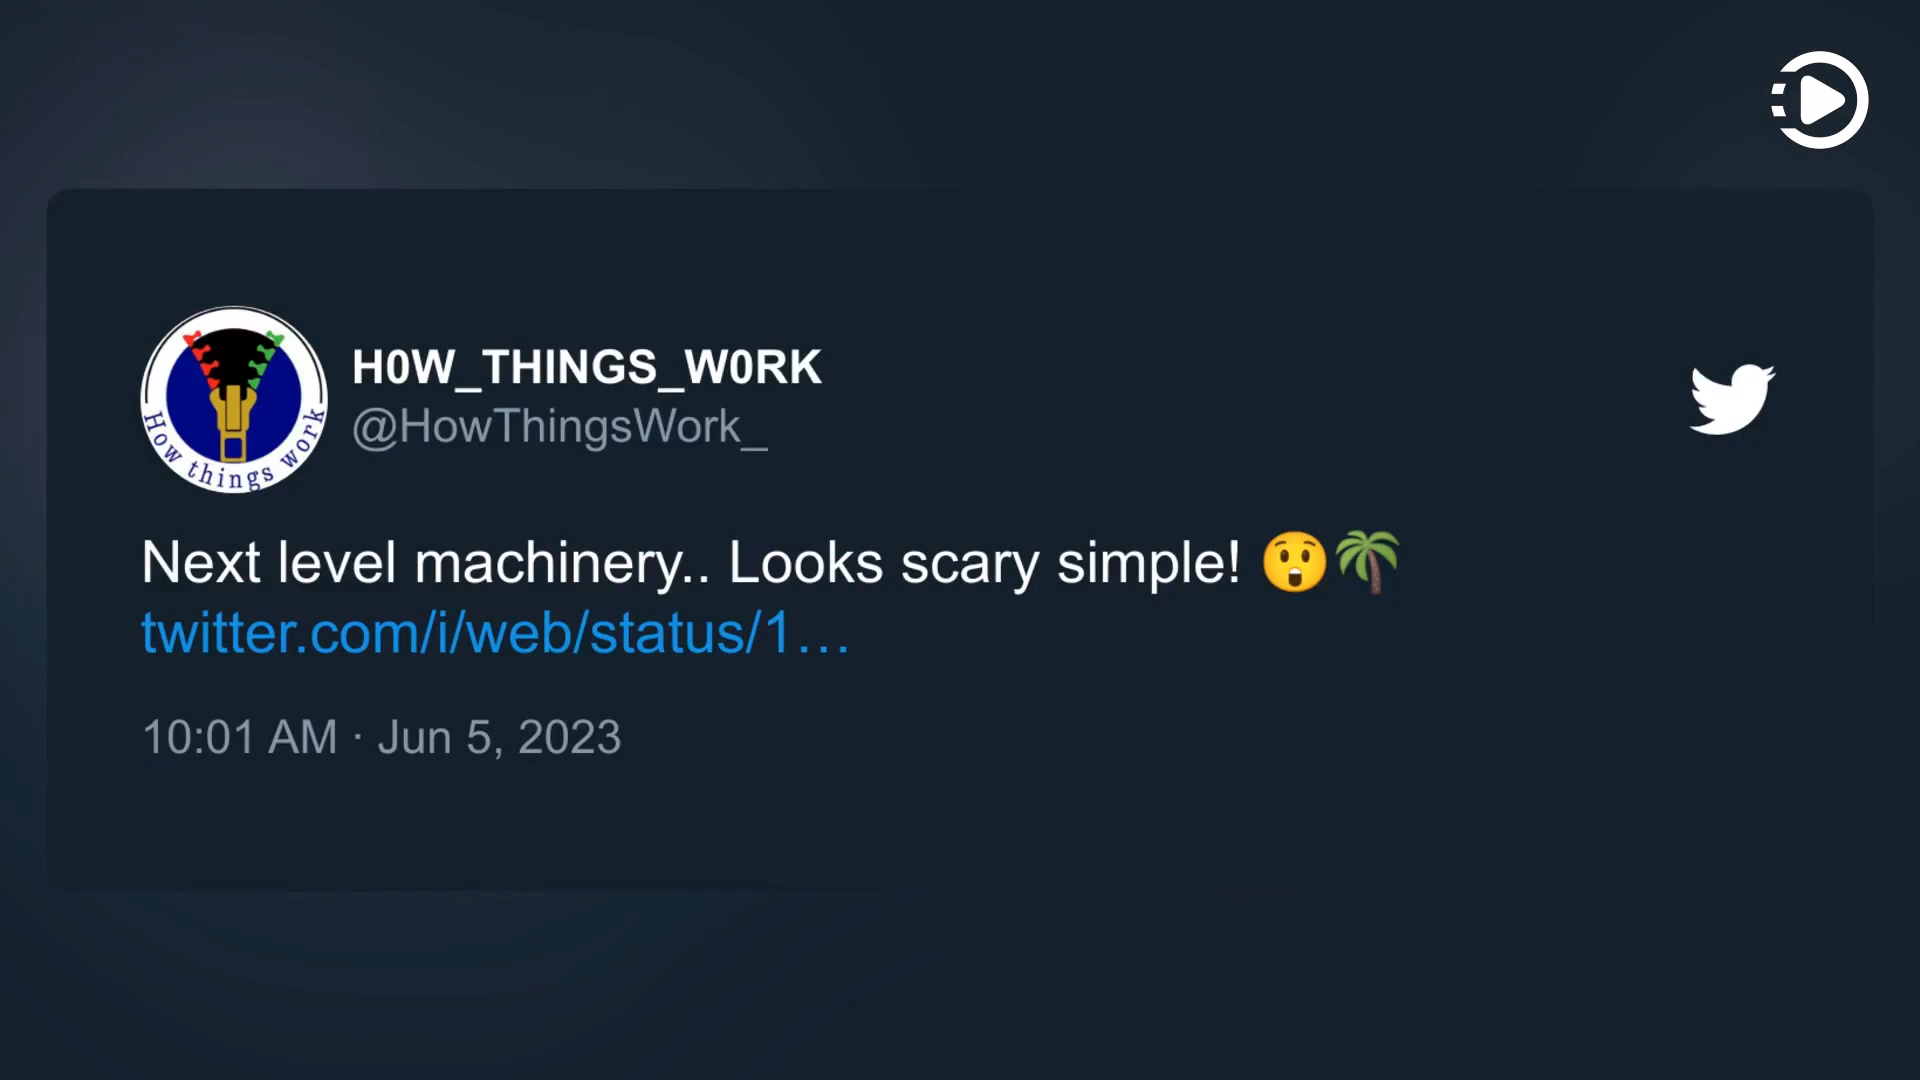 How things work
H0W_THINGS_W0RK
@HowThingsWork_
Next level machinery.. Looks scary simple! 😲🌴
twitter.com/i/web/status/1…
10:01 AM · Jun 5, 2023